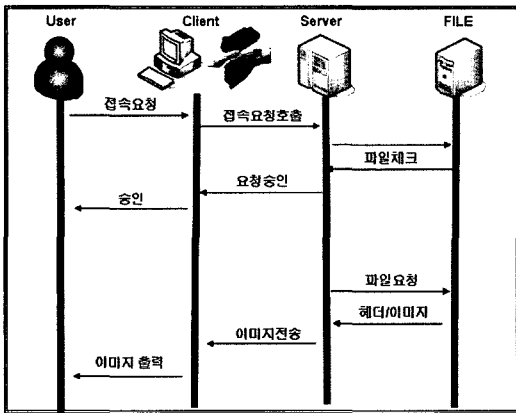 User Client Server FILE
접속요청
접속요청호출
파일체크
요청승인
승인
파일요청
헤더/이미지
이미지전송
이미지 출력